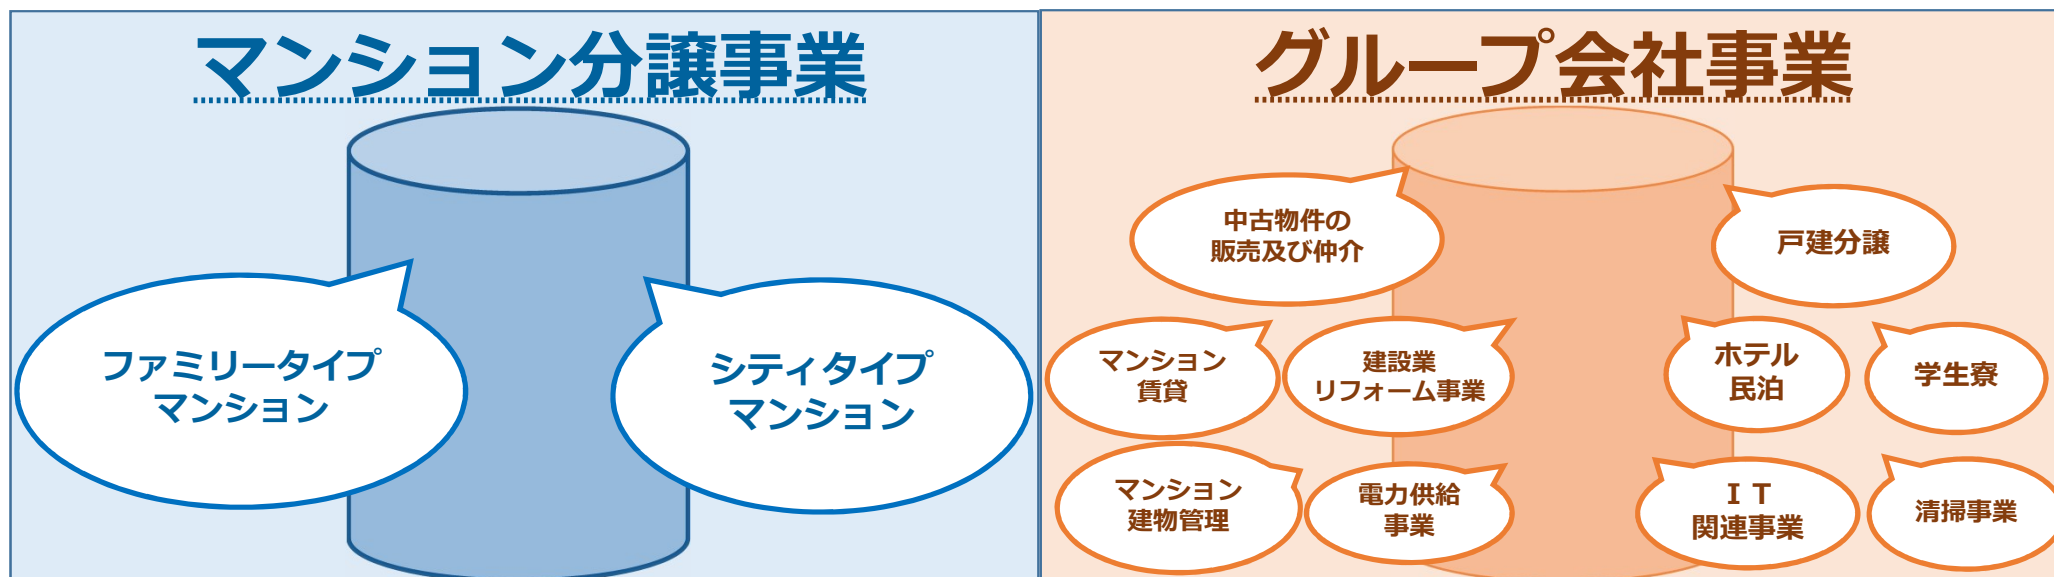 マンション分譲事業
ファミリータイプ
マンション
シティタイプ
マンション
グループ会社事業
中古物件の
販売及び仲介
戸建分譲
マンション
賃貸
建設業
リフォーム事業
ホテル
民泊
学生寮
マンション
建物管理
電力供給
事業
ＩＴ
関連事業
清掃事業